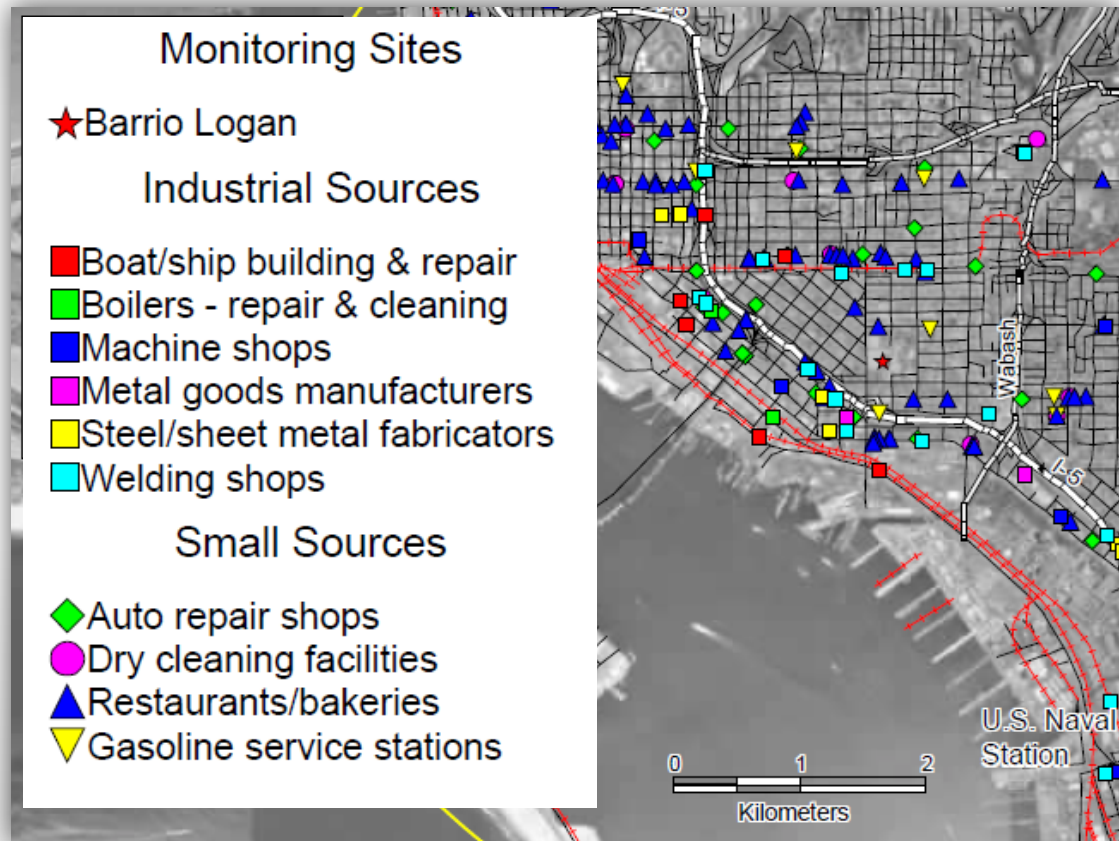 Monitoring Sites
Barrio Logan
Industrial Sources
Boat/ship building & repair
Boilers - repair & cleaning
Machine shops
Metal goods manufacturers
Steel/sheet metal fabricators
Welding shops
Small Sources
Auto repair shops
Dry cleaning facilities
Restaurants/bakeries
Gasoline service stations
Wabash
I-5
U.S. Naval
Station
0 1 2
Kilometers